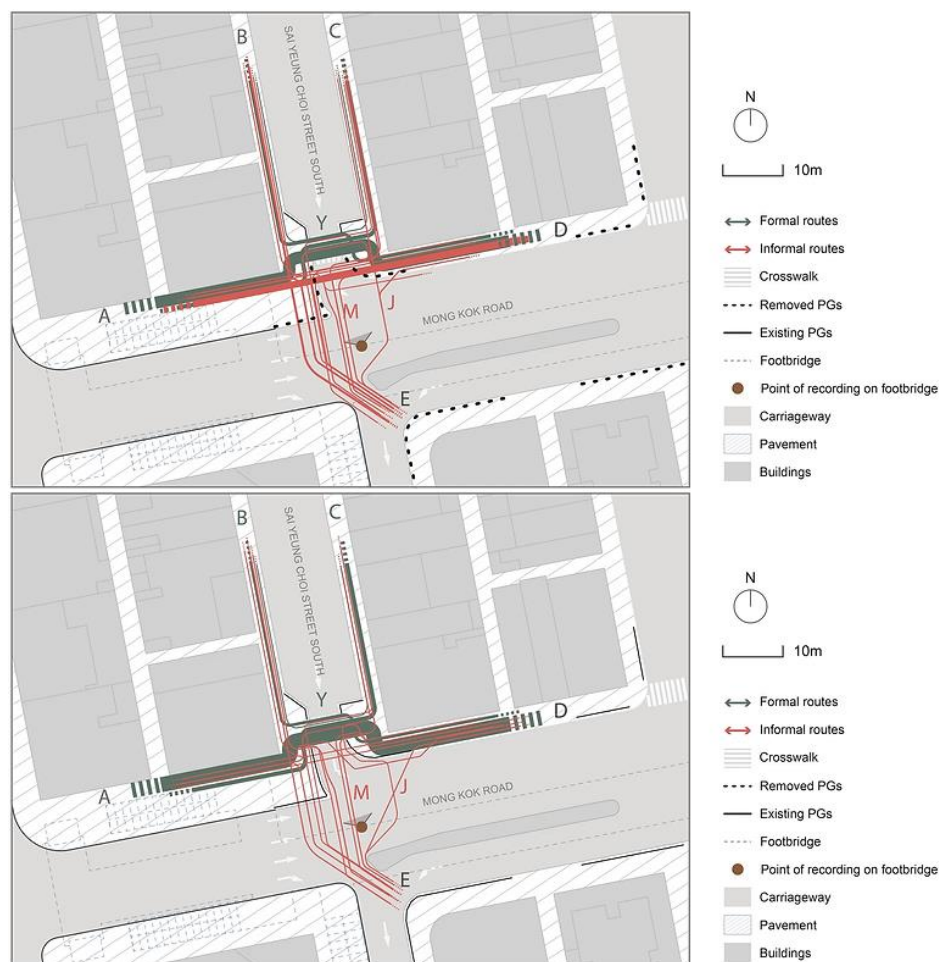 B
C
SAI YEUNG CHOI STREET SOUTH
Y
D
A
M
J
MONG KOK ROAD
E
N
10m
Formal routes
Informal routes
Crosswalk
Removed PGs
Existing PGs
Footbridge
Point of recording on footbridge
Carriageway
Pavement
Buildings
B
C
SAI YEUNG CHOI STREET SOUTH
Y
D
A
M
J
MONG KOK ROAD
E
N
10m
Formal routes
Informal routes
Crosswalk
Removed PGs
Existing PGs
Footbridge
Point of recording on footbridge
Carriageway
Pavement
Buildings